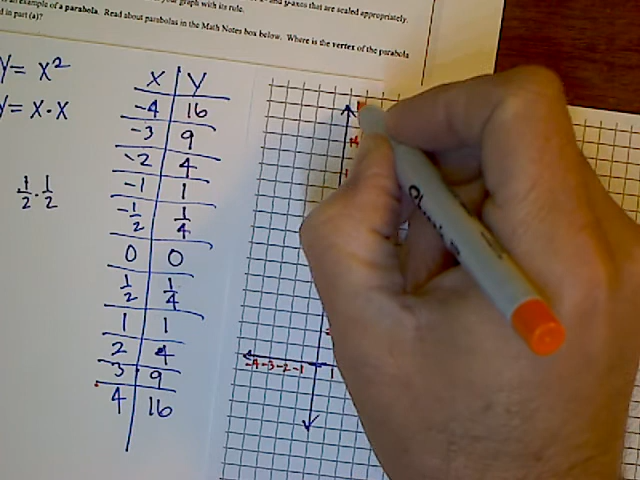 your graph with its rule.
and y-axes that are scaled appropriately.
an example of a parabola. Read about parabolas in the Math Notes box below. Where is the vertex of the parabola
d in part (a)?
y = x²
y = x · x
1/2 · 1/2
x y
-4 16
-3 9
-2 4
-1 1
-1/2 1/4
0 0
1/2 1/4
1 1
2 4
3 9
4 16
-4 -3 -2 -1 1